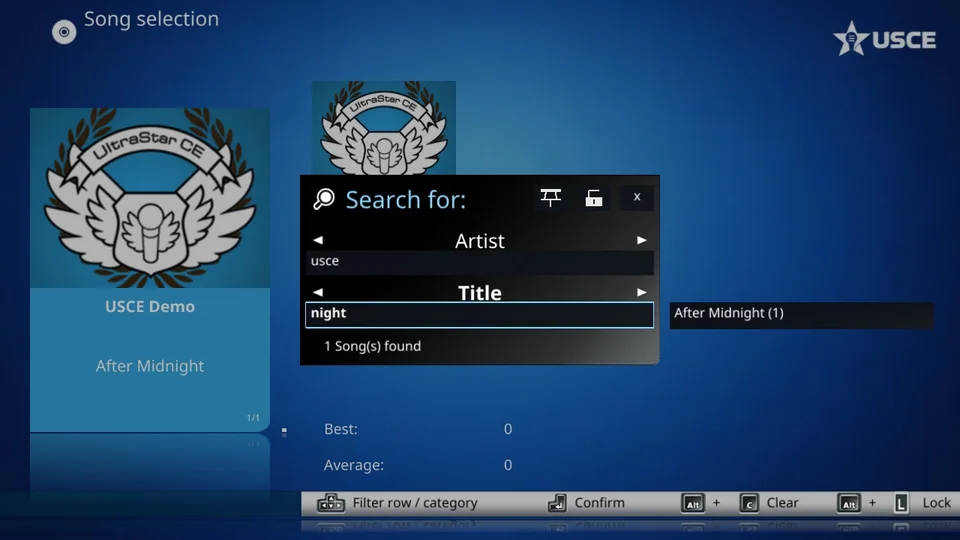 Song selection
USCE
UltraStar CE
UltraStar CE
USCE Demo
After Midnight
1/1
Search for:
x
Artist
usce
Title
night
After Midnight (1)
1 Song(s) found
Best: 0
Average: 0
Filter row / category
Confirm
Alt + C Clear
Alt + L Lock